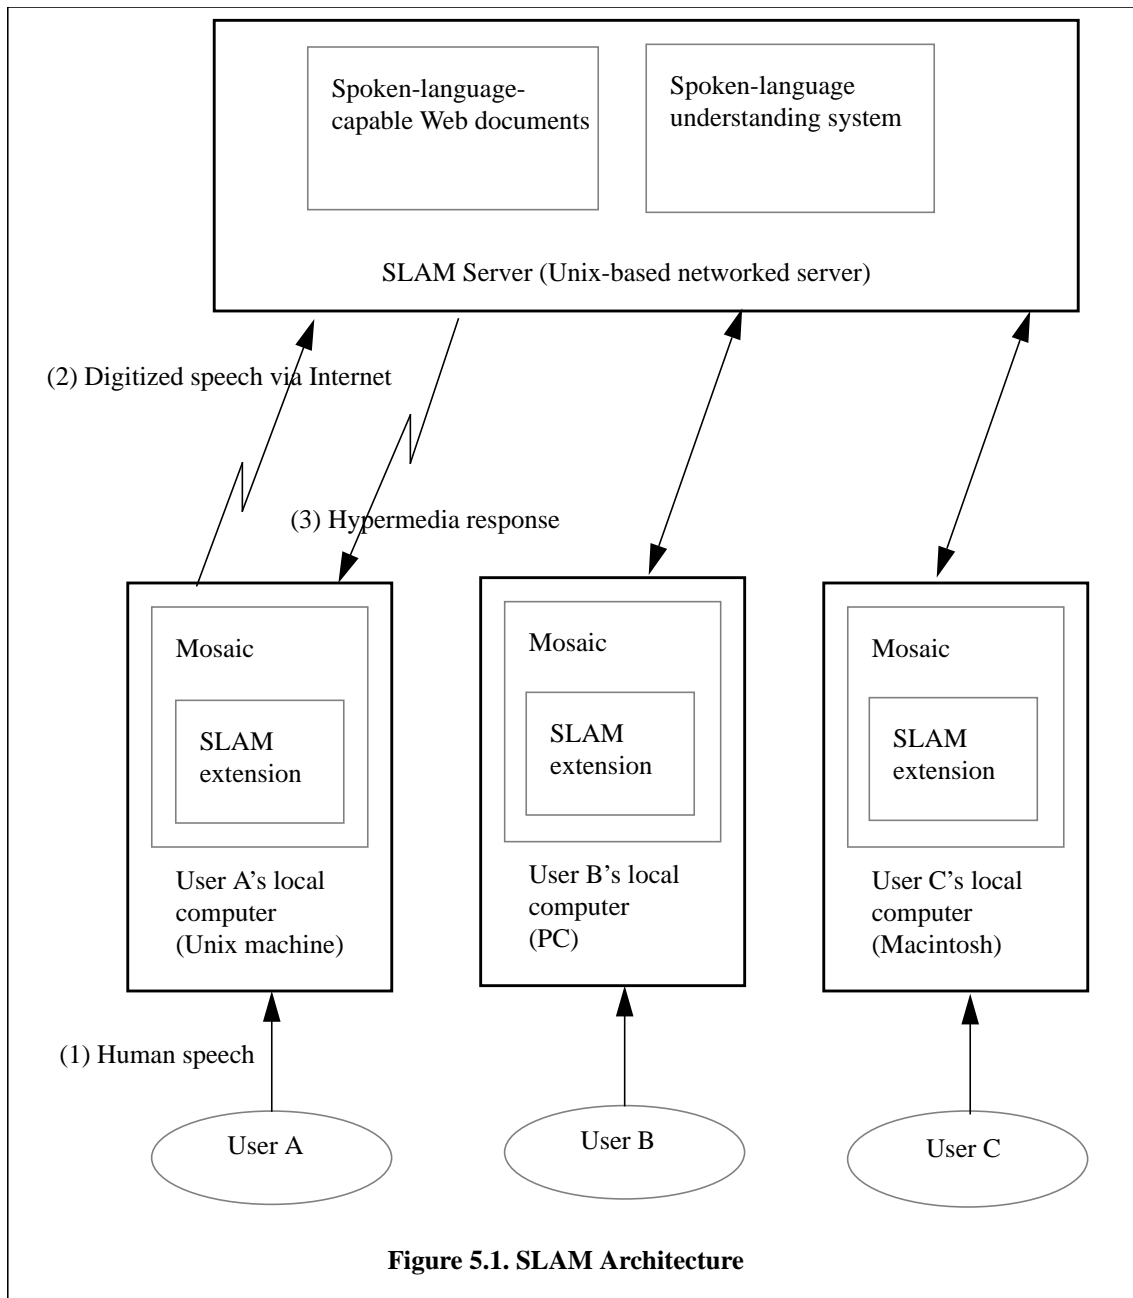 Spoken-language-
capable Web documents
Spoken-language
understanding system
SLAM Server (Unix-based networked server)
(2) Digitized speech via Internet
(3) Hypermedia response
Mosaic
SLAM
extension
User A’s local
computer
(Unix machine)
Mosaic
SLAM
extension
User B’s local
computer
(PC)
Mosaic
SLAM
extension
User C’s local
computer
(Macintosh)
(1) Human speech
User A
User B
User C
Figure 5.1. SLAM Architecture